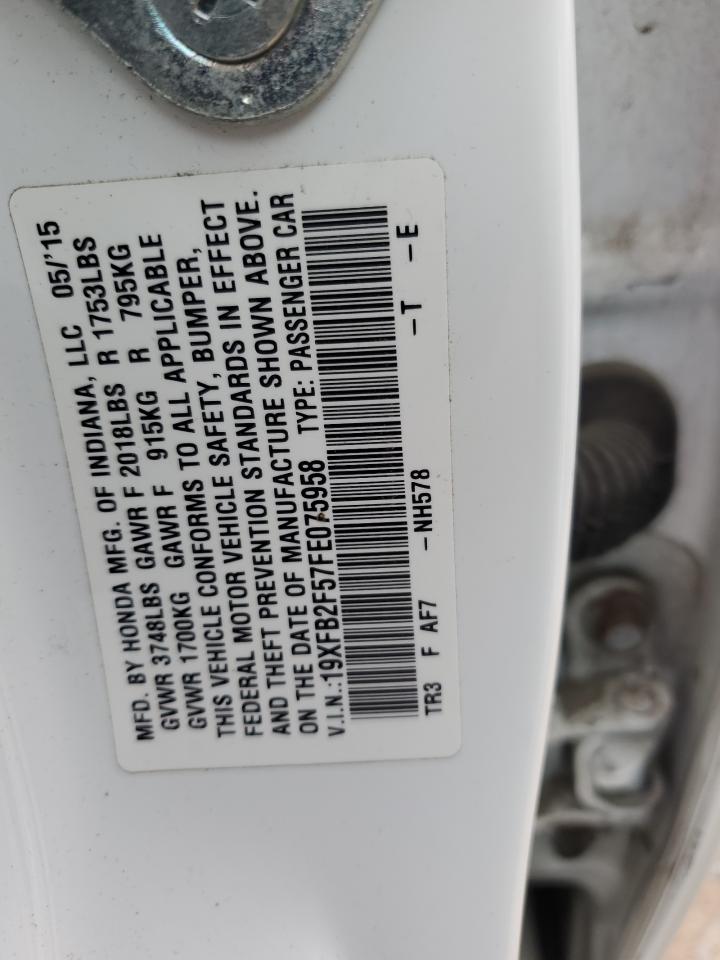 MFD. BY HONDA MFG. OF INDIANA, LLC 05/'15
GVWR 3748LBS GAWR F 2018LBS R 1753LBS
GVWR 1700KG GAWR F 915KG R 795KG
THIS VEHICLE CONFORMS TO ALL APPLICABLE
FEDERAL MOTOR VEHICLE SAFETY, BUMPER,
AND THEFT PREVENTION STANDARDS IN EFFECT
ON THE DATE OF MANUFACTURE SHOWN ABOVE.
V.I.N.:19XFB2F57FE075958 TYPE: PASSENGER CAR
TR3 F AF7 -NH578 -T -E